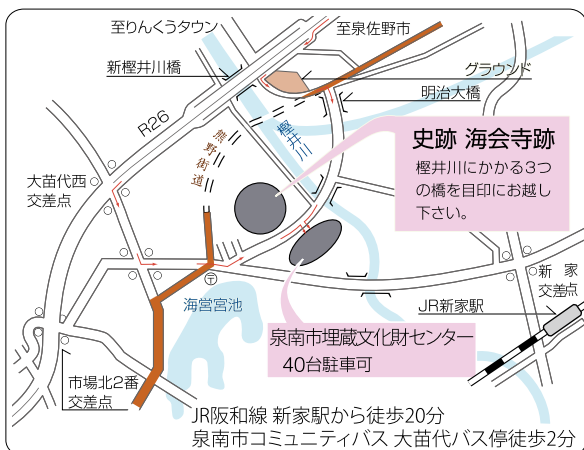 至りんくうタウン
至泉佐野市
新樫井川橋
グラウンド
明治大橋
R26
樫井川
熊野街道
史跡 海会寺跡
樫井川にかかる3つ
の橋を目印にお越し
下さい。
大苗代西
交差点
新家
交差点
海営宮池
JR新家駅
泉南市埋蔵文化財センター
40台駐車可
市場北2番
交差点
JR阪和線 新家駅から徒歩20分
泉南市コミュニティバス 大苗代バス停徒歩2分